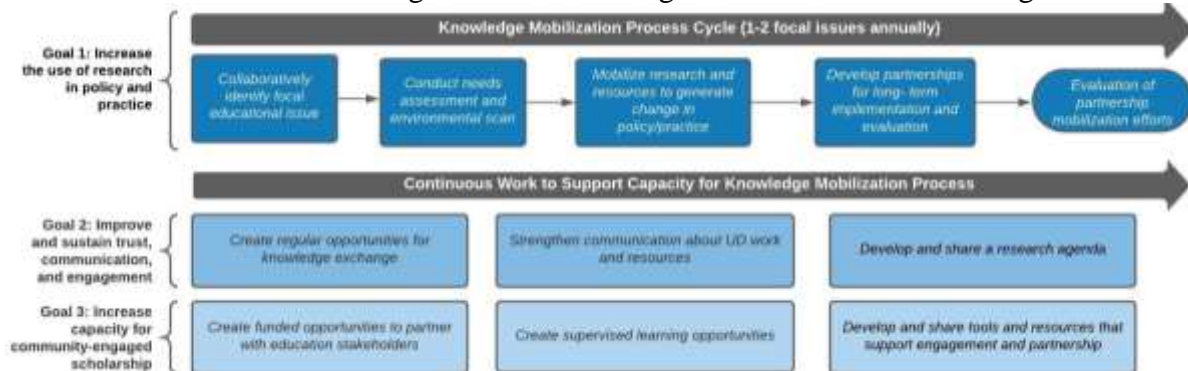 Knowledge Mobilization Process Cycle (1-2 focal issues annually)
Goal 1: Increase
the use of research
in policy and
practice
Collaboratively
identify focal
educational issue
Conduct needs
assessment and
environmental scan
Mobilize research and
resources to generate
change in
policy/practice
Develop partnerships
for long- term
implementation and
evaluation
Evaluation of
partnership
mobilization efforts
Continuous Work to Support Capacity for Knowledge Mobilization Process
Goal 2: Improve
and sustain trust,
communication,
and engagement
Create regular opportunities for
knowledge exchange
Strengthen communication about UD work
and resources
Develop and share a research agenda
Goal 3: Increase
capacity for
community-engaged
scholarship
Create funded opportunities to partner
with education stakeholders
Create supervised learning opportunities
Develop and share tools and resources that
support engagement and partnership